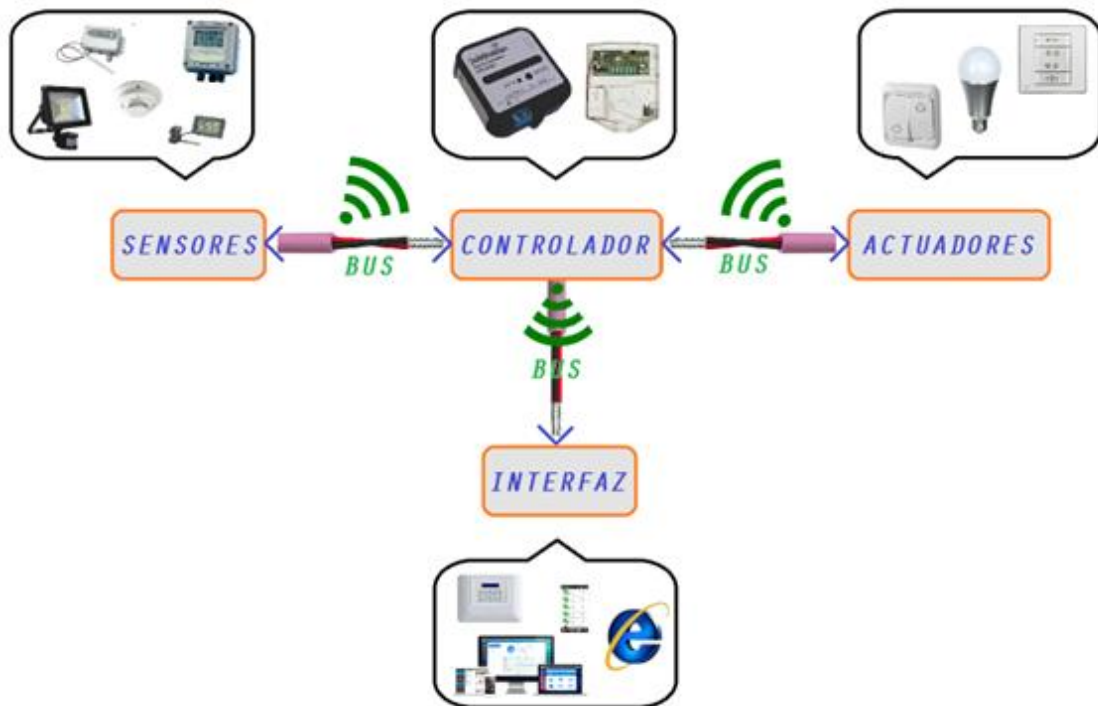 SENSORES
CONTROLADOR
ACTUADORES
BUS
BUS
BUS
INTERFAZ